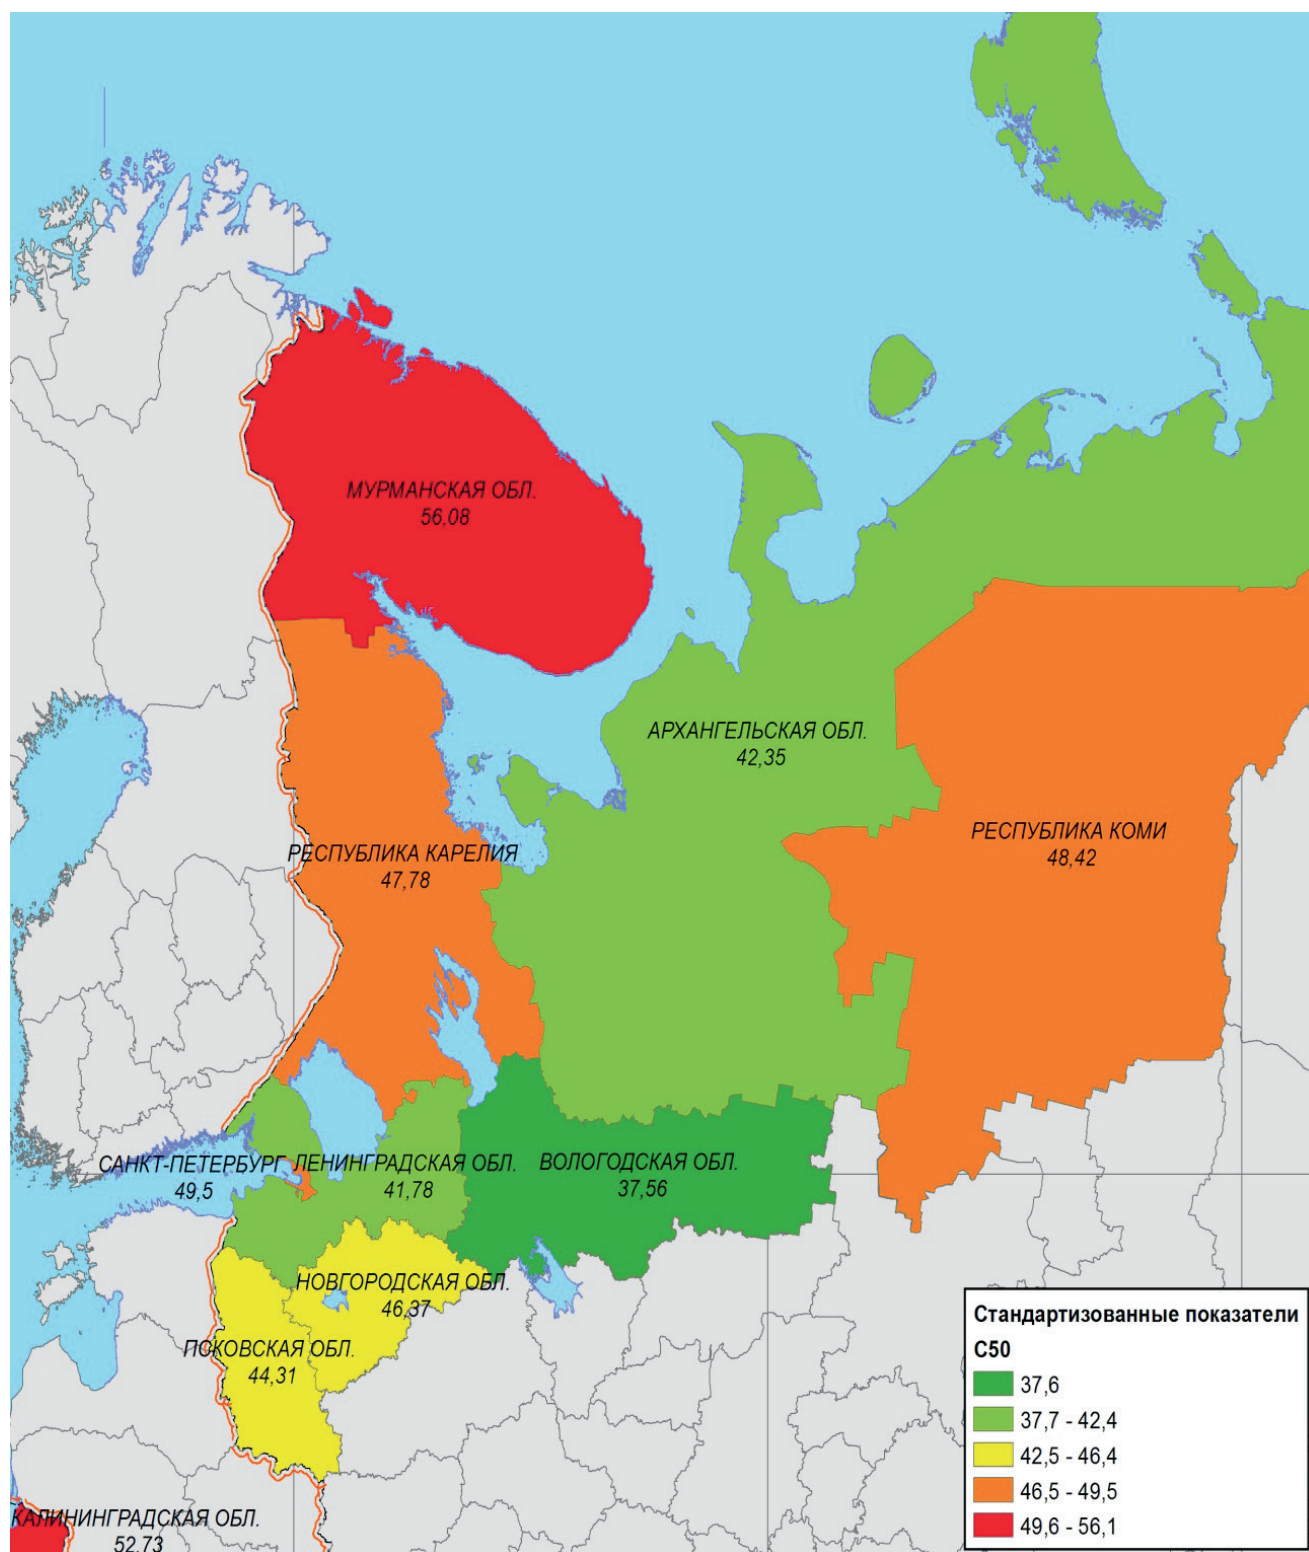 МУРМАНСКАЯ ОБЛ.
56,08
АРХАНГЕЛЬСКАЯ ОБЛ.
42,35
РЕСПУБЛИКА КОМИ
48,42
РЕСПУБЛИКА КАРЕЛИЯ
47,78
САНКТ-ПЕТЕРБУРГ
49,5
ЛЕНИНГРАДСКАЯ ОБЛ.
41,78
ВОЛОГОДСКАЯ ОБЛ.
37,56
НОВГОРОДСКАЯ ОБЛ.
46,37
ПСКОВСКАЯ ОБЛ.
44,31
КАЛИНИНГРАДСКАЯ ОБЛ.
52,73
Стандартизованные показатели
C50
37,6
37,7 - 42,4
42,5 - 46,4
46,5 - 49,5
49,6 - 56,1